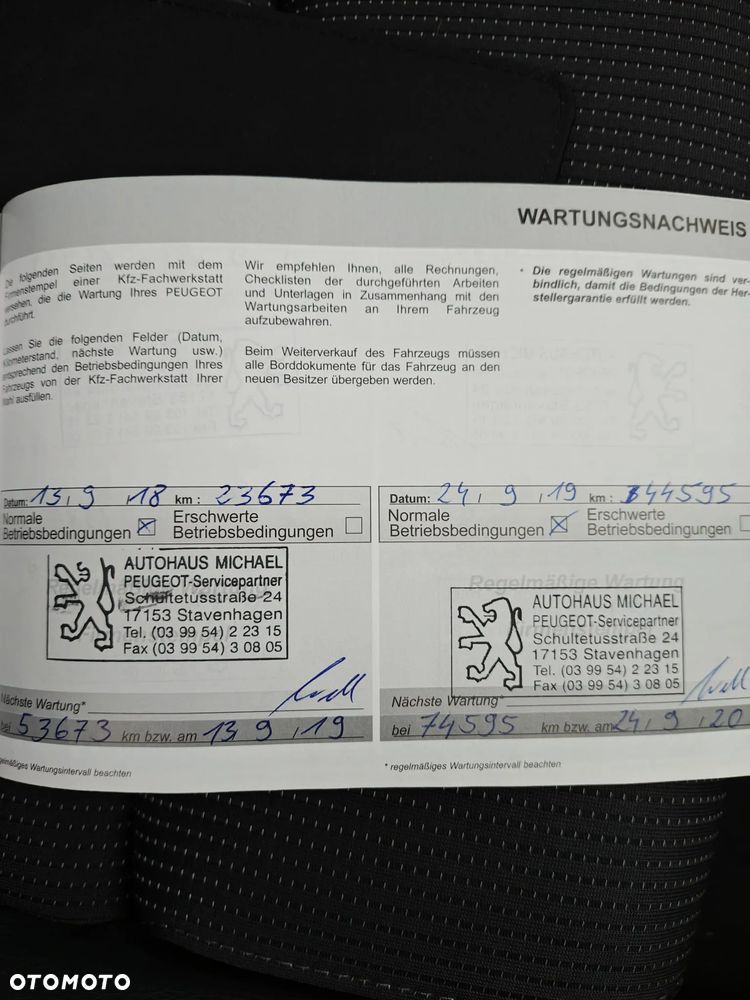 WARTUNGSNACHWEIS
folgenden Seiten werden mit dem
Firmenstempel einer Kfz-Fachwerkstatt
versehen, die die Wartung Ihres PEUGEOT
durchführt.
Lassen Sie die folgenden Felder (Datum,
Kilometerstand, nächste Wartung usw.)
entsprechend den Betriebsbedingungen Ihres
Fahrzeugs von der Kfz-Fachwerkstatt Ihrer
Wahl ausfüllen.
Wir empfehlen Ihnen, alle Rechnungen,
Checklisten der durchgeführten Arbeiten
und Unterlagen in Zusammenhang mit den
Wartungsarbeiten an Ihrem Fahrzeug
aufzubewahren.
Beim Weiterverkauf des Fahrzeugs müssen
alle Borddokumente für das Fahrzeug an den
neuen Besitzer übergeben werden.
* Die regelmäßigen Wartungen sind ver-
bindlich, damit die Bedingungen der Her-
stellergarantie erfüllt werden.
Datum: 13, 9 , 18 km : 23673
Normale
Betriebsbedingungen
Erschwerte
Betriebsbedingungen
AUTOHAUS MICHAEL
PEUGEOT-Servicepartner
Schultetusstraße 24
17153 Stavenhagen
Tel. (03 99 54) 2 23 15
Fax (03 99 54) 3 08 05
Nächste Wartung*
bei 53673 km bzw. am 13, 9 , 19
regelmäßiges Wartungsintervall beachten
Datum: 24, 9 , 19 km : 44595
Normale
Betriebsbedingungen
Erschwerte
Betriebsbedingungen
Regelmäßige Wartung
AUTOHAUS MICHAEL
PEUGEOT-Servicepartner
Schultetusstraße 24
17153 Stavenhagen
Tel. (03 99 54) 2 23 15
Fax (03 99 54) 3 08 05
Nächste Wartung*
bei 74595 km bzw. am 24, 9 , 20
* regelmäßiges Wartungsintervall beachten
OTOMOTO